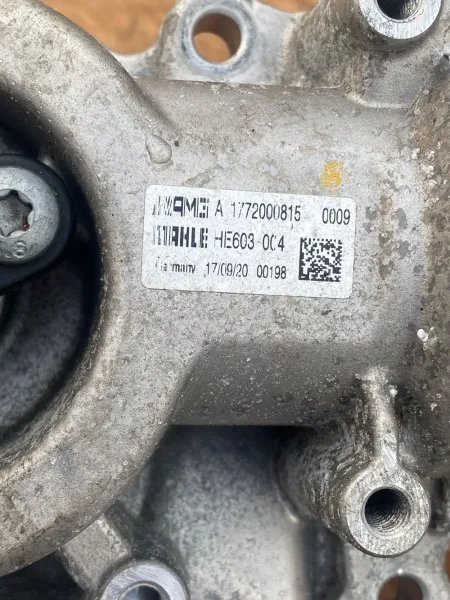 AMG A 1772000815 0009
MAHLE HE603-004
Germany 17/09/20 00198